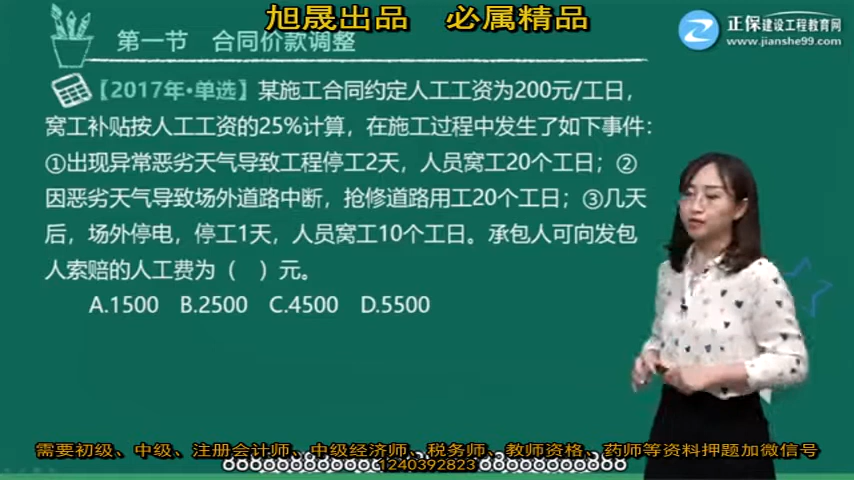 旭晟出品 必属精品
正保建设工程教育网
www.jianshe99.com
第一节 合同价款调整
【2017年·单选】某施工合同约定人工工资为200元/工日，
窝工补贴按人工工资的25%计算，在施工过程中发生了如下事件：
①出现异常恶劣天气导致工程停工2天，人员窝工20个工日；②
因恶劣天气导致场外道路中断，抢修道路用工20个工日；③几天
后，场外停电，停工1天，人员窝工10个工日。承包人可向发包
人索赔的人工费为（ ）元。
A.1500 B.2500 C.4500 D.5500
需要初级、中级、注册会计师、中级经济师、税务师、教师资格、药师等资料押题加微信号
1240392823